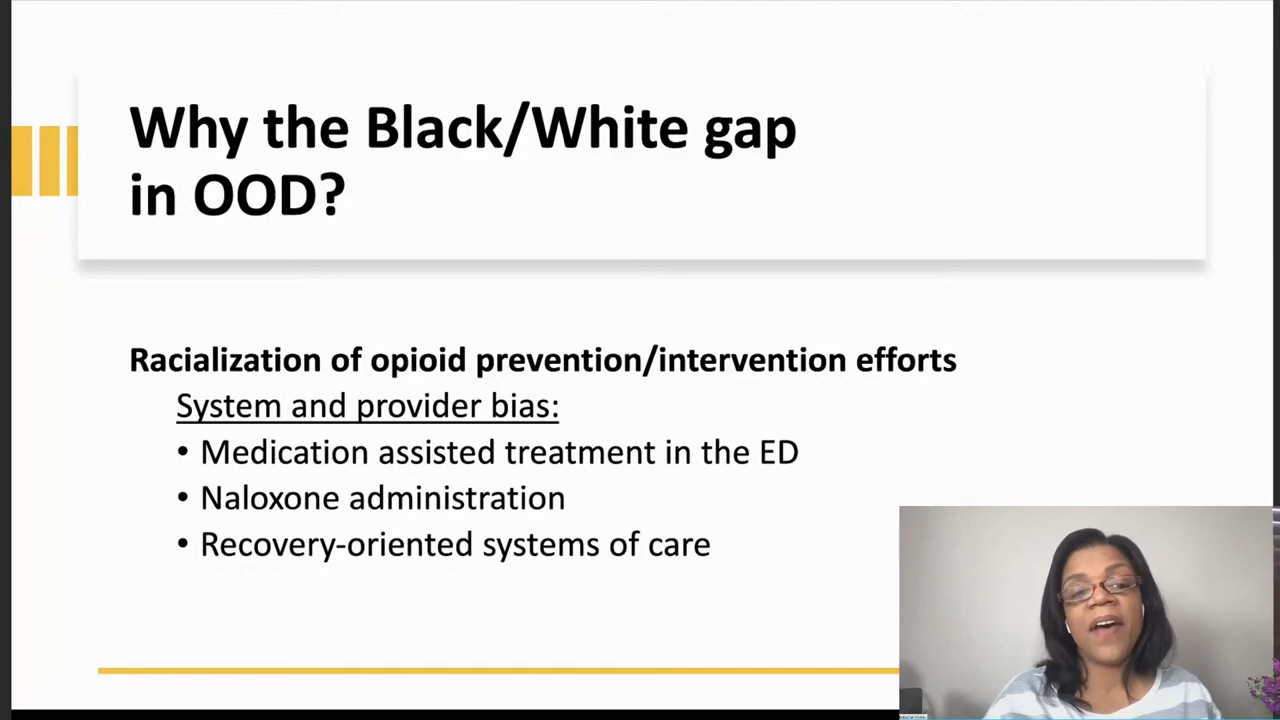 Why the Black/White gap
in OOD?
Racialization of opioid prevention/intervention efforts
System and provider bias:
• Medication assisted treatment in the ED
• Naloxone administration
• Recovery-oriented systems of care